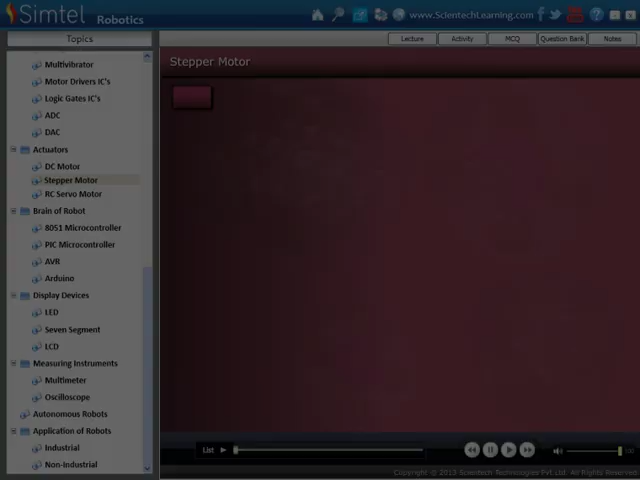 Simtel Robotics
www.ScientechLearning.com
Topics
Lecture
Activity
MCQ
Question Bank
Notes
Stepper Motor
Multivibrator
Motor Drivers IC's
Logic Gates IC's
ADC
DAC
Actuators
DC Motor
Stepper Motor
RC Servo Motor
Brain of Robot
8051 Microcontroller
PIC Microcontroller
AVR
Arduino
Display Devices
LED
Seven Segment
LCD
Measuring Instruments
Multimeter
Oscilloscope
Autonomous Robots
Application of Robots
Industrial
Non-Industrial
List
100
Copyright © 2013 Scientech Technologies Pvt. Ltd. All Rights Reserved